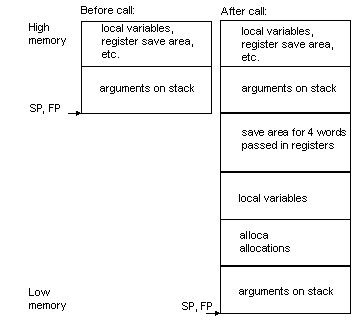 Before call:
After call:
High
memory
local variables,
register save area,
etc.
local variables,
register save area,
etc.
arguments on stack
arguments on stack
SP, FP
save area for 4 words
passed in registers
local variables
alloca
allocations
arguments on stack
Low
memory
SP, FP